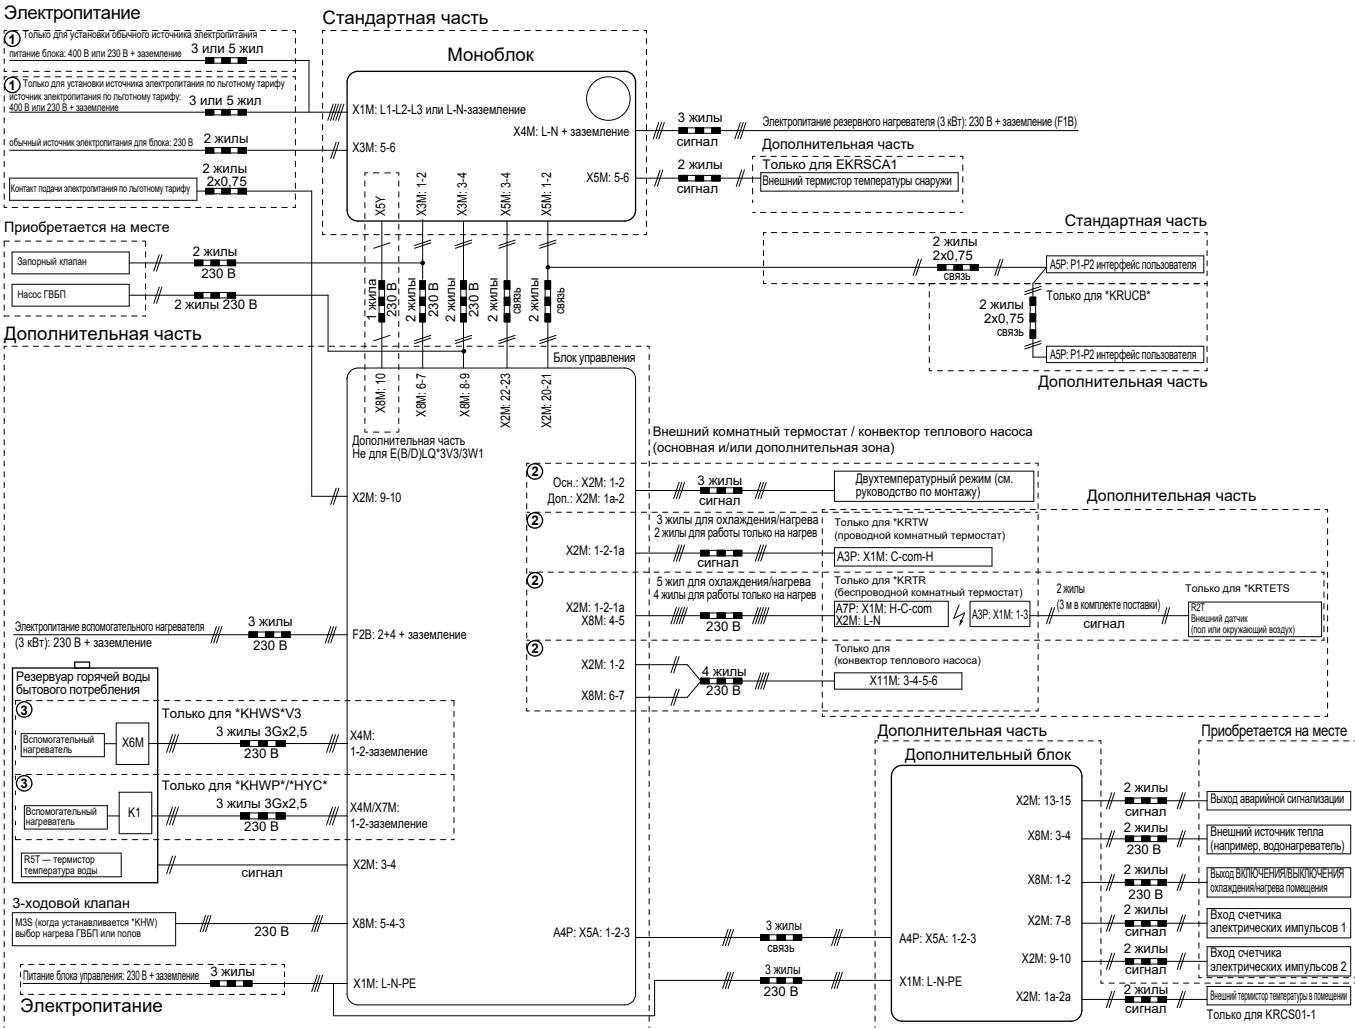 Электропитание
① Только для установки обычного источника электропитания
питание блока: 400 В или 230 В + заземление
3 или 5 жил
① Только для установки источника электропитания по льготному тарифу
источник электропитания по льготному тарифу:
400 В или 230 В + заземление
3 или 5 жил
обычный источник электропитания для блока: 230 В
2 жилы
2 жилы
2x0,75
Контакт подачи электропитания по льготному тарифу
Стандартная часть
Моноблок
X1M: L1-L2-L3 или L-N-заземление
X4M: L-N + заземление
X3M: 5-6
X5M: 5-6
X5Y
X3M: 1-2
X3M: 3-4
X5M: 3-4
X5M: 1-2
3 жилы
сигнал
Электропитание резервного нагревателя (3 кВт): 230 В + заземление (F1B)
Дополнительная часть
2 жилы
сигнал
Только для EKRSCA1
Внешний термистор температуры снаружи
Стандартная часть
2 жилы
2x0,75
связь
A5P: P1-P2 интерфейс пользователя
Только для *KRUCB*
2 жилы
2x0,75
связь
A5P: P1-P2 интерфейс пользователя
Дополнительная часть
Приобретается на месте
Запорный клапан
2 жилы
230 В
Насос ГВБП
2 жилы 230 В
1 жила
230 В
2 жилы
230 В
2 жилы
230 В
2 жилы
связь
2 жилы
связь
Дополнительная часть
Блок управления
X8M: 10
X8M: 6-7
X8M: 8-9
X2M: 22-23
X2M: 20-21
Дополнительная часть
Не для E(B/D)LQ*3V3/3W1
X2M: 9-10
Внешний комнатный термостат / конвектор теплового насоса
(основная и/или дополнительная зона)
②
Осн.: X2M: 1-2
Доп.: X2M: 1a-2
3 жилы
сигнал
Двухтемпературный режим (см.
руководство по монтажу)
Дополнительная часть
②
3 жилы для охлаждения/нагрева
2 жилы для работы только на нагрев
X2M: 1-2-1a
сигнал
Только для *KRTW
(проводной комнатный термостат)
A3P: X1M: C-com-H
②
5 жил для охлаждения/нагрева
4 жилы для работы только на нагрев
X2M: 1-2-1a
X8M: 4-5
230 В
Только для *KRTR
(беспроводной комнатный термостат)
A7P: X1M: H-C-com
X2M: L-N
A3P: X1M: 1-3
2 жилы
(3 м в комплекте поставки)
сигнал
Только для *KRTETS
R2T
Внешний датчик
(пол или окружающий воздух)
②
X2M: 1-2
X8M: 6-7
4 жилы
230 В
Только для
(конвектор теплового насоса)
X11M: 3-4-5-6
Электропитание вспомогательного нагревателя
(3 кВт): 230 В + заземление
3 жилы
230 В
F2B: 2+4 + заземление
Резервуар горячей воды
бытового потребления
③
Только для *KHWS*V3
Вспомогательный
нагреватель
X6M
3 жилы 3Gx2,5
230 В
X4M:
1-2-заземление
③
Только для *KHWP*/*HYC*
Вспомогательный
нагреватель
K1
3 жилы 3Gx2,5
230 В
X4M/X7M:
1-2-заземление
R5T — термистор
температура воды
сигнал
X2M: 3-4
3-ходовой клапан
M3S (когда устанавливается *KHW)
выбор нагрева ГВБП или полов
230 В
X8M: 5-4-3
Питание блока управления: 230 В + заземление
3 жилы
X1M: L-N-PE
Электропитание
A4P: X5A: 1-2-3
3 жилы
связь
3 жилы
230 В
Дополнительная часть
Дополнительный блок
A4P: X5A: 1-2-3
X1M: L-N-PE
Приобретается на месте
X2M: 13-15
2 жилы
сигнал
Выход аварийной сигнализации
X8M: 3-4
2 жилы
230 В
Внешний источник тепла
(например, водонагреватель)
X8M: 1-2
2 жилы
230 В
Выход ВКЛЮЧЕНИЯ/ВЫКЛЮЧЕНИЯ
охлаждения/нагрева помещения
X2M: 7-8
2 жилы
сигнал
Вход счетчика
электрических импульсов 1
X2M: 9-10
2 жилы
сигнал
Вход счетчика
электрических импульсов 2
X2M: 1a-2a
2 жилы
сигнал
Внешний термистор температуры в помещении
Только для KRCS01-1